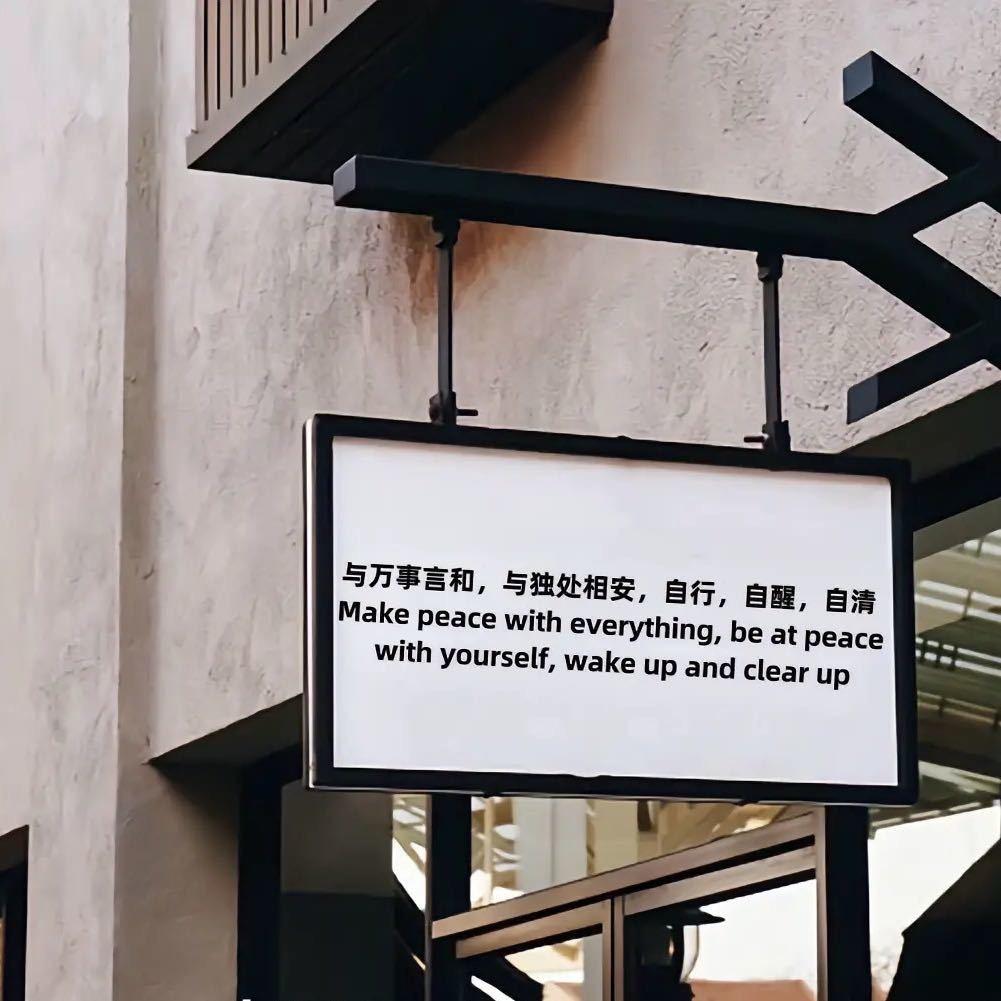 与万事言和，与独处相安，自行，自醒，自清
Make peace with everything, be at peace
with yourself, wake up and clear up